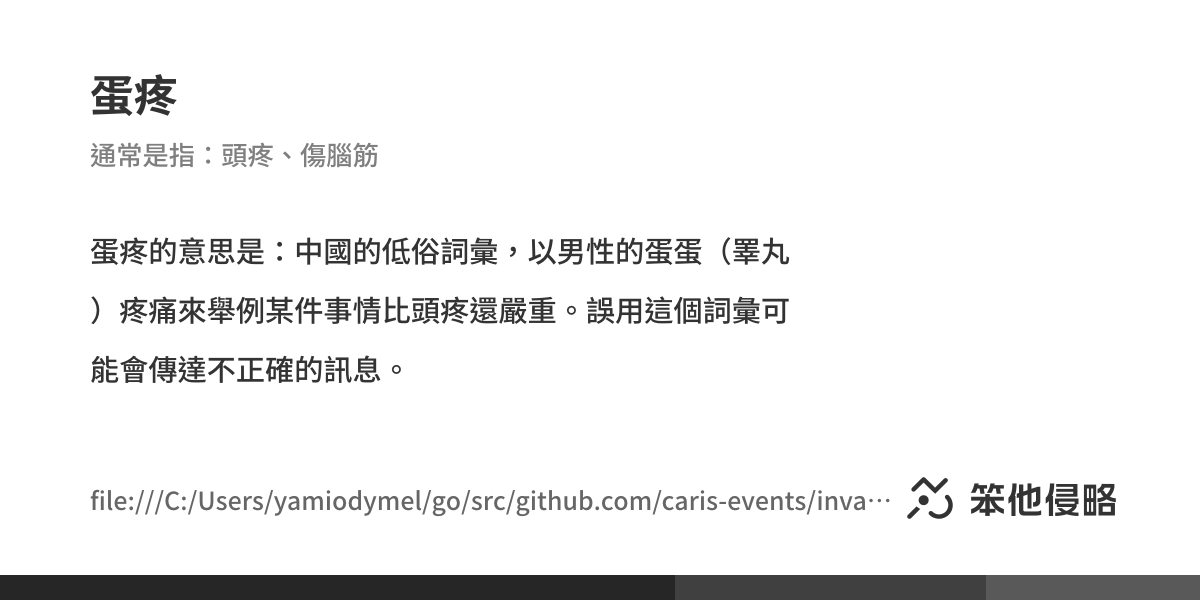 蛋疼
通常是指：頭疼、傷腦筋
蛋疼的意思是：中國的低俗詞彙，以男性的蛋蛋（睪丸
）疼痛來舉例某件事情比頭疼還嚴重。誤用這個詞彙可
能會傳達不正確的訊息。
file:///C:/Users/yamiodymel/go/src/github.com/caris-events/inva⋯ 笨他侵略